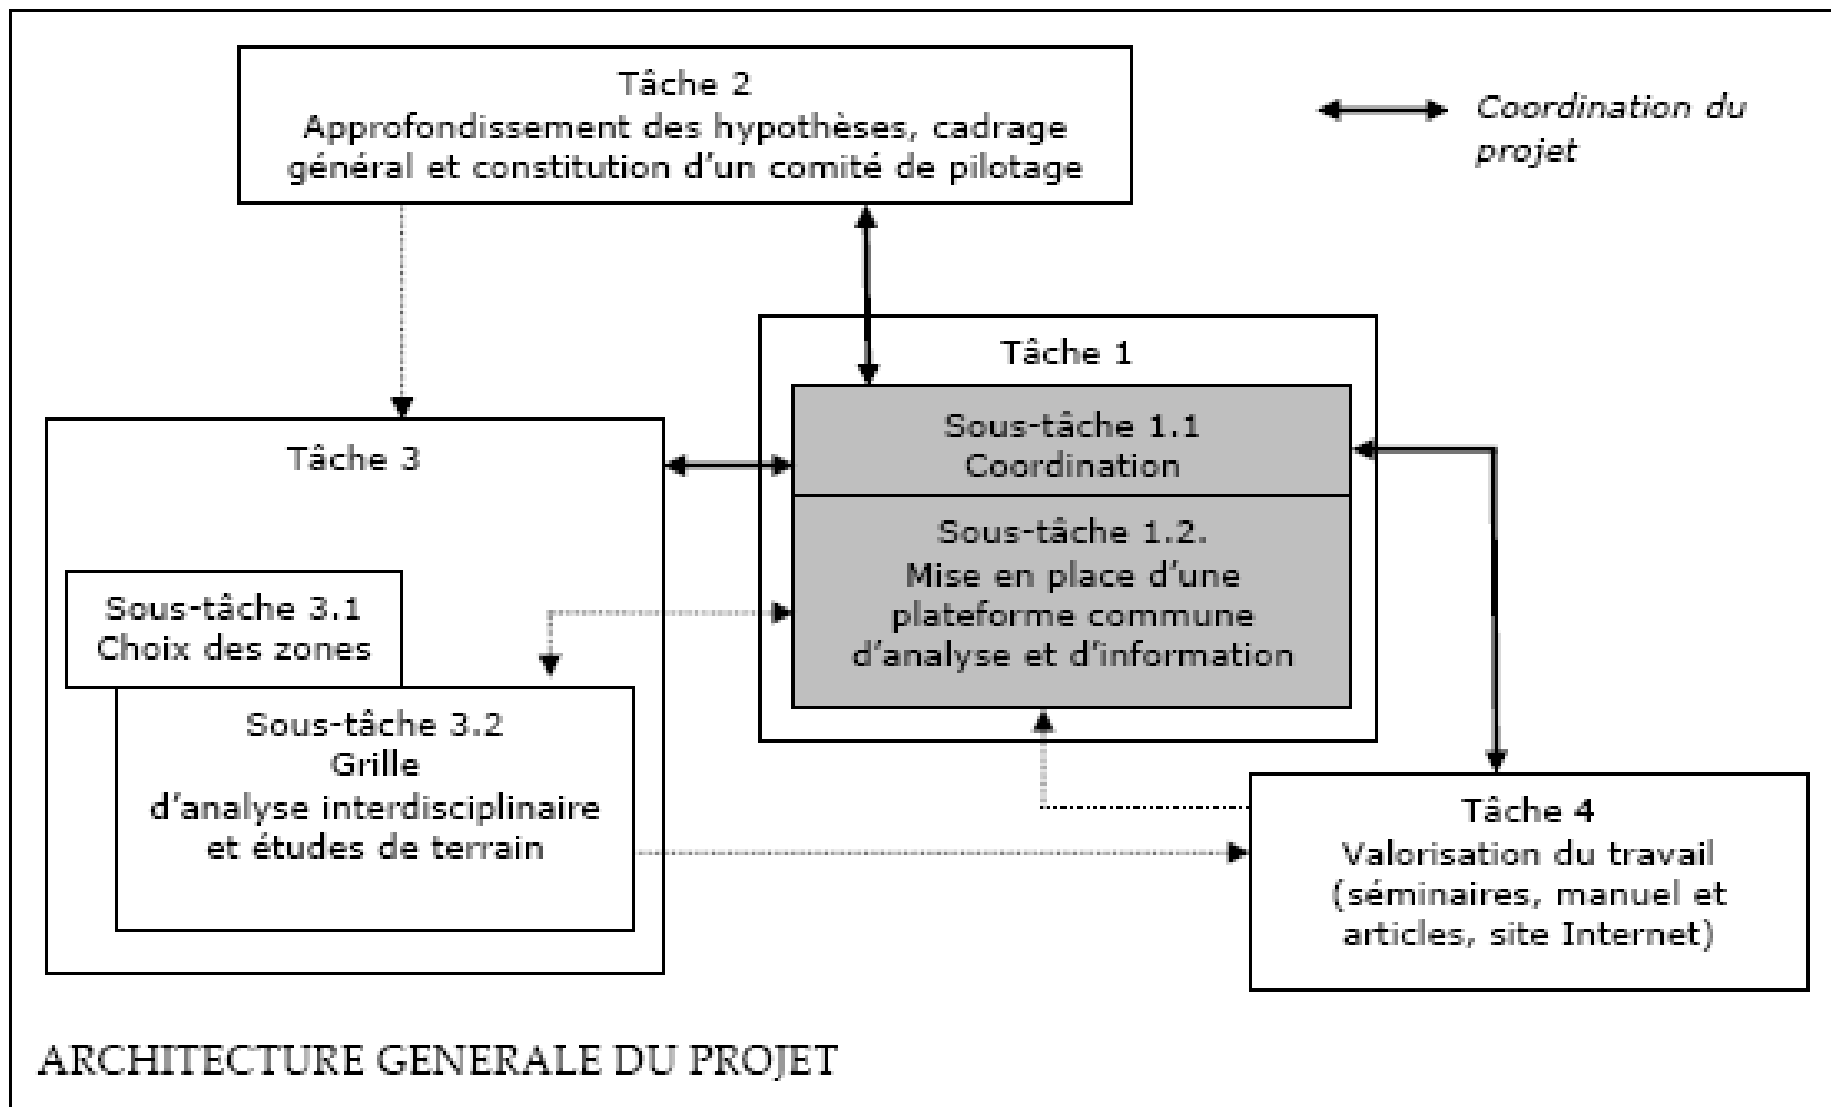 Tâche 2
Approfondissement des hypothèses, cadrage
général et constitution d'un comité de pilotage
Coordination du
projet
Tâche 1
Sous-tâche 1.1
Coordination
Sous-tâche 1.2.
Mise en place d'une
plateforme commune
d'analyse et d'information
Tâche 3
Sous-tâche 3.1
Choix des zones
Sous-tâche 3.2
Grille
d'analyse interdisciplinaire
et études de terrain
Tâche 4
Valorisation du travail
(séminaires, manuel et
articles, site Internet)
ARCHITECTURE GENERALE DU PROJET